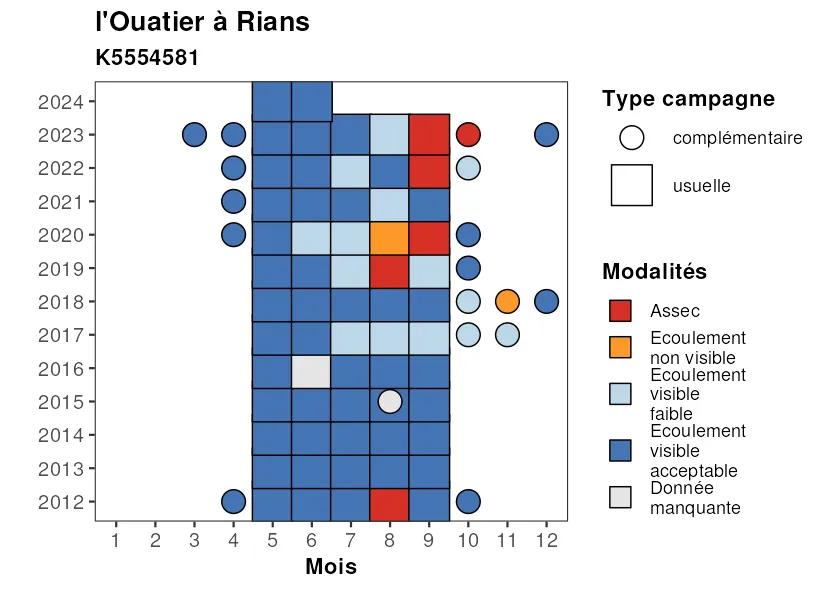 l'Ouatier à Rians
K5554581
2024
2023
2022
2021
2020
2019
2018
2017
2016
2015
2014
2013
2012
1 2 3 4 5 6 7 8 9 10 11 12
Mois
Type campagne
complémentaire
usuelle
Modalités
Assec
Ecoulement
non visible
Ecoulement
visible
faible
Ecoulement
visible
acceptable
Donnée
manquante